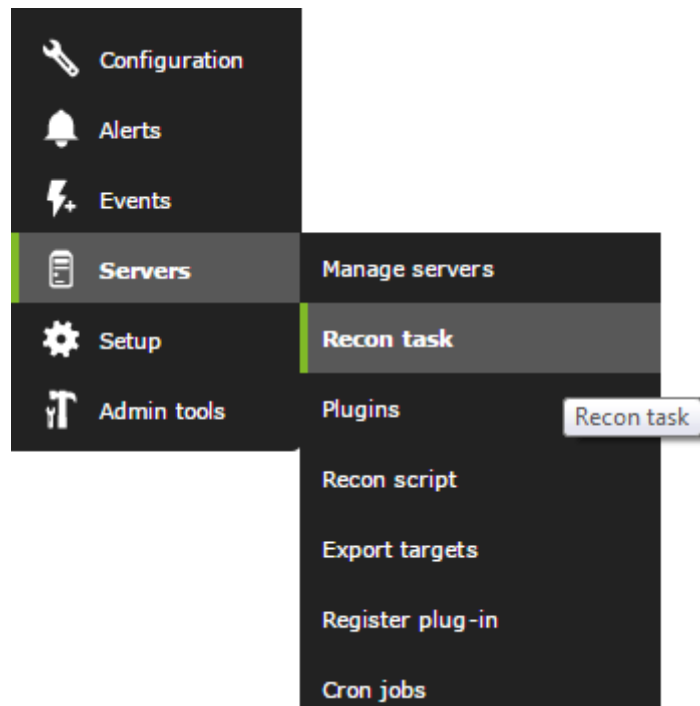 Configuration
Alerts
Events
Servers
Setup
Admin tools
Manage servers
Recon task
Plugins
Recon task
Recon script
Export targets
Register plug-in
Cron jobs